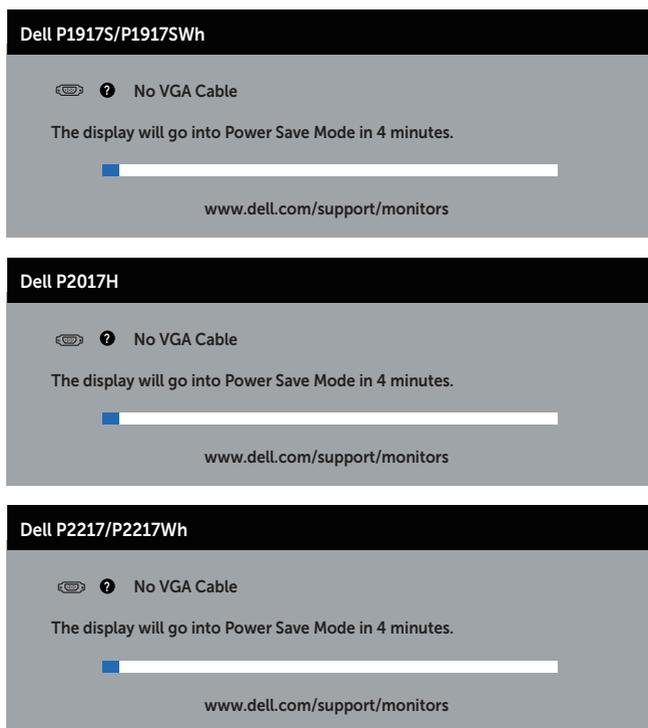 Dell P1917S/P1917SWh
? No VGA Cable
The display will go into Power Save Mode in 4 minutes.
www.dell.com/support/monitors
Dell P2017H
? No VGA Cable
The display will go into Power Save Mode in 4 minutes.
www.dell.com/support/monitors
Dell P2217/P2217Wh
? No VGA Cable
The display will go into Power Save Mode in 4 minutes.
www.dell.com/support/monitors